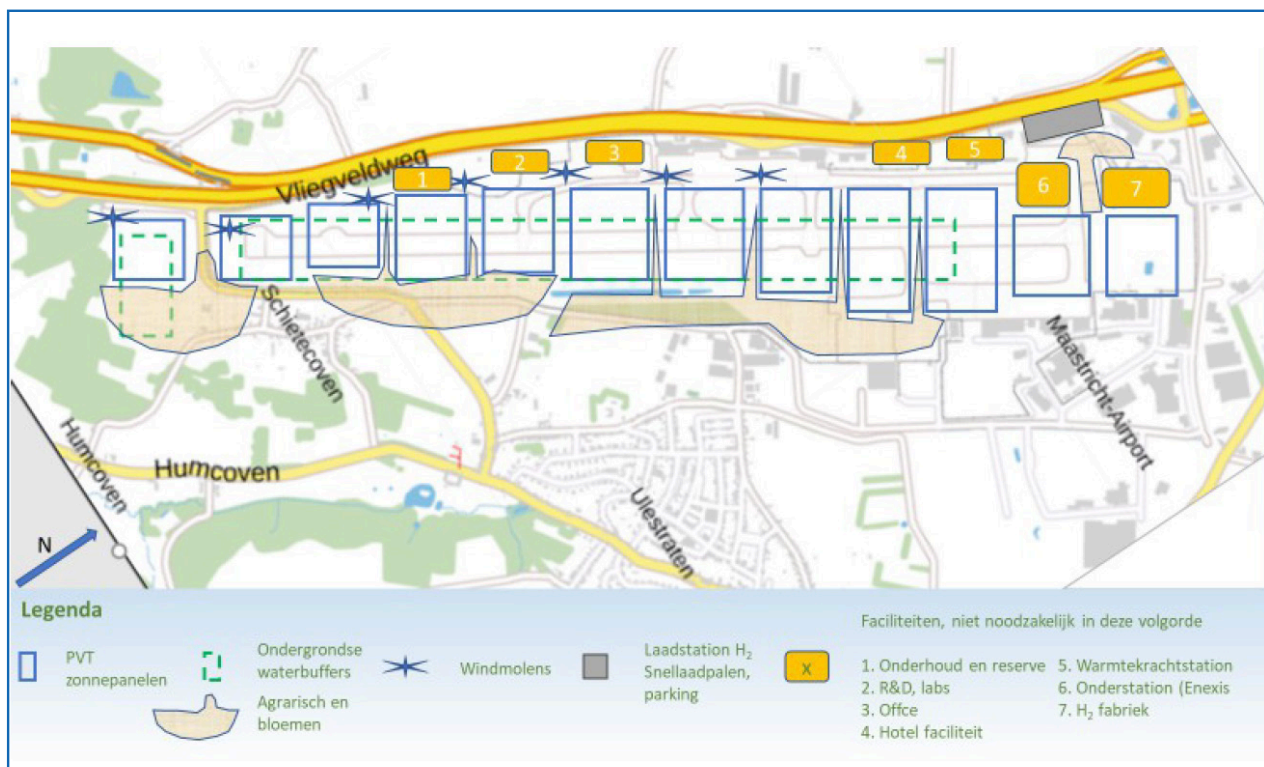 Vliegveldweg
1
2
3
4
5
6
7
Schietecoven
Maastricht-Airport
Humcoven
Humcoven
Ulestraten
N
Legenda
PVT
zonnepanelen
Ondergrondse
waterbuffers
Agrarisch en
bloemen
Windmolens
Laadstation H₂
Snellaadpalen,
parking
x
Faciliteiten, niet noodzakelijk in deze volgorde
1. Onderhoud en reserve
2. R&D, labs
3. Offce
4. Hotel faciliteit
5. Warmtekrachtstation
6. Onderstation (Enexis
7. H₂ fabriek